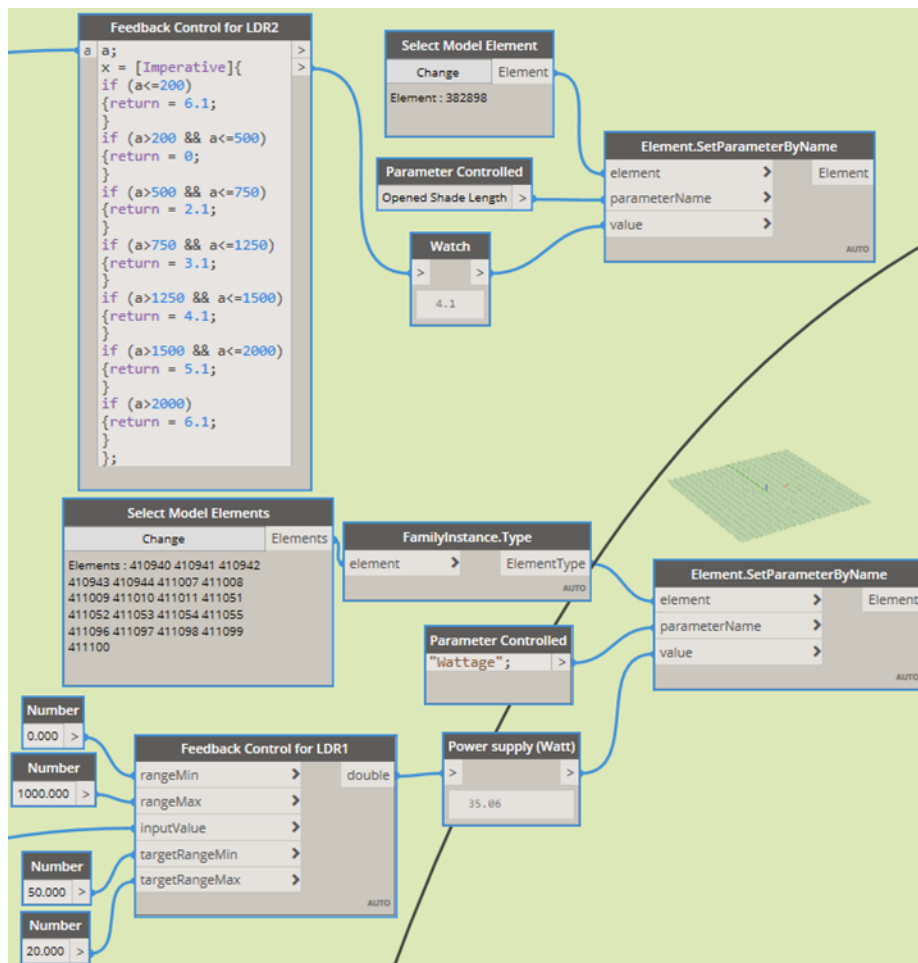 Feedback Control for LDR2
a a; >
x = [Imperative]{ >
if (a<=200)
{return = 6.1;
}
if (a>200 && a<=500)
{return = 0;
}
if (a>500 && a<=750)
{return = 2.1;
}
if (a>750 && a<=1250)
{return = 3.1;
}
if (a>1250 && a<=1500)
{return = 4.1;
}
if (a>1500 && a<=2000)
{return = 5.1;
}
if (a>2000)
{return = 6.1;
}
};
Select Model Element
Change Element
Element : 382898
Parameter Controlled
Opened Shade Length >
Watch
> >
4.1
Element.SetParameterByName
element > Element
parameterName >
value >
AUTO
Select Model Elements
Change Elements
Elements : 410940 410941 410942
410943 410944 411007 411008
411009 411010 411011 411051
411052 411053 411054 411055
411096 411097 411098 411099
411100
FamilyInstance.Type
element > ElementType
AUTO
Parameter Controlled
"Wattage"; >
Element.SetParameterByName
element > Element
parameterName >
value >
AUTO
Number
0.000 >
Number
1000.000 >
Feedback Control for LDR1
rangeMin > double
rangeMax >
inputValue >
targetRangeMin >
targetRangeMax >
AUTO
Power supply (Watt)
> >
35.06
Number
50.000 >
Number
20.000 >